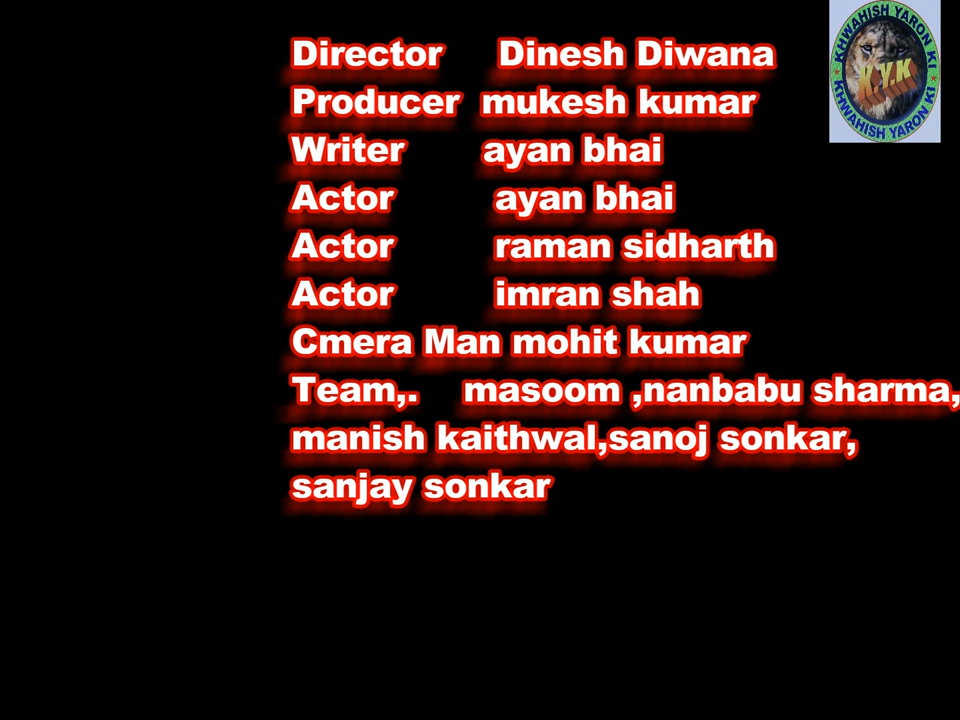 Director Dinesh Diwana
Producer mukesh kumar
Writer ayan bhai
Actor ayan bhai
Actor raman sidharth
Actor imran shah
Cmera Man mohit kumar
Team,. masoom ,nanbabu sharma,
manish kaithwal,sanoj sonkar,
sanjay sonkar
KHWAHISH YARON KI
K.Y.K
KHWAHISH YARON KI